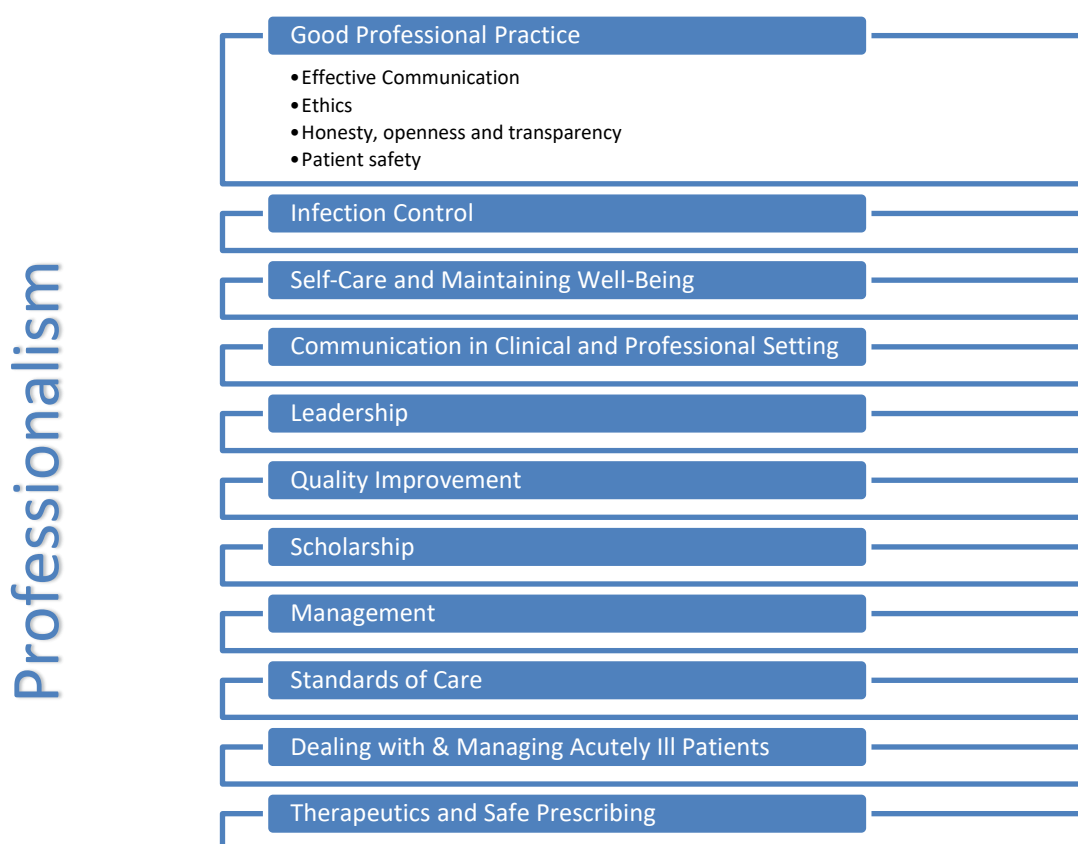 Professionalism
Good Professional Practice
•Effective Communication
•Ethics
•Honesty, openness and transparency
•Patient safety
Infection Control
Self-Care and Maintaining Well-Being
Communication in Clinical and Professional Setting
Leadership
Quality Improvement
Scholarship
Management
Standards of Care
Dealing with & Managing Acutely Ill Patients
Therapeutics and Safe Prescribing